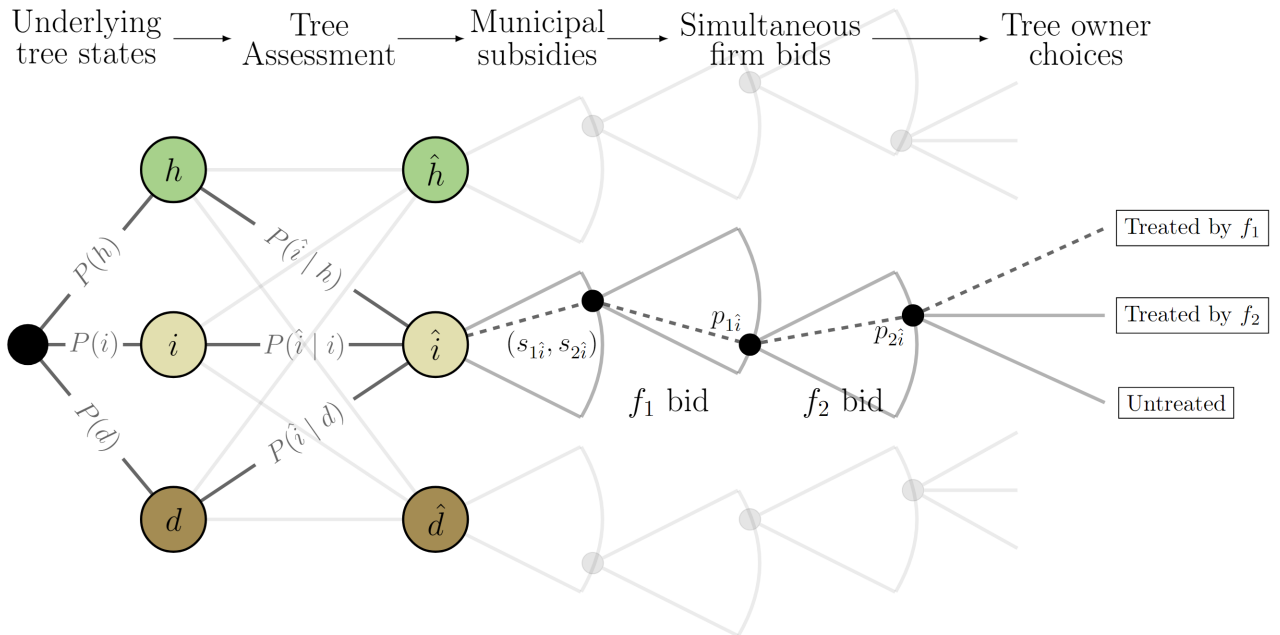 Underlying
tree states
Tree
Assessment
Municipal
subsidies
Simultaneous
firm bids
Tree owner
choices
h
ĥ
P(h)
P(î | h)
Treated by f₁
P(i)
i
P(î | i)
î
(s₁î, s₂î)
p₁î
p₂î
Treated by f₂
f₁ bid
f₂ bid
Untreated
P(d)
P(î | d)
d
d̂